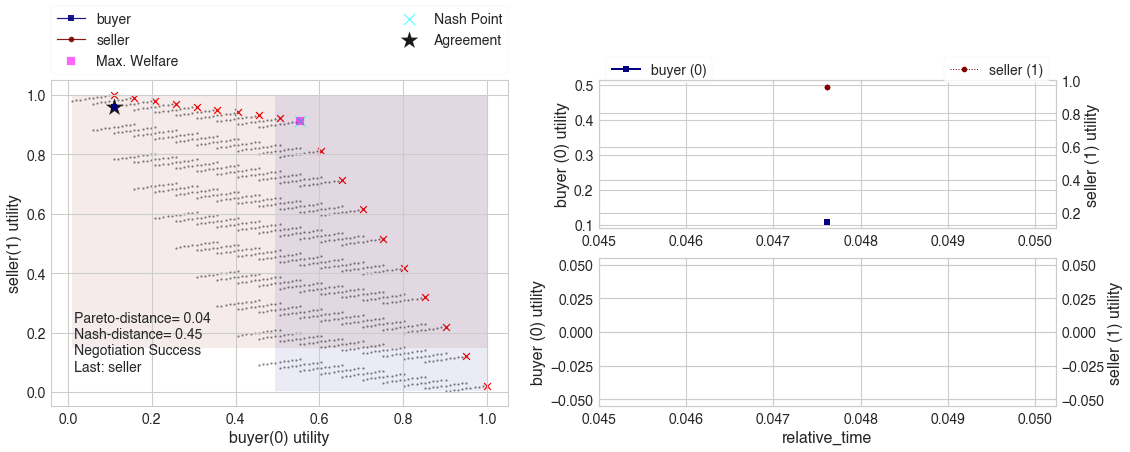 buyer
seller
Max. Welfare
Nash Point
Agreement
1.0
0.8
0.6
0.4
0.2
0.0
seller(1) utility
Pareto-distance= 0.04
Nash-distance= 0.45
Negotiation Success
Last: seller
0.0 0.2 0.4 0.6 0.8 1.0
buyer(0) utility
buyer (0)
seller (1)
0.5
0.4
0.3
0.2
0.1
buyer (0) utility
1.0
0.8
0.6
0.4
0.2
seller (1) utility
0.045 0.046 0.047 0.048 0.049 0.050
0.050
0.025
0.000
−0.025
−0.050
buyer (0) utility
0.050
0.025
0.000
−0.025
−0.050
seller (1) utility
0.045 0.046 0.047 0.048 0.049 0.050
relative_time